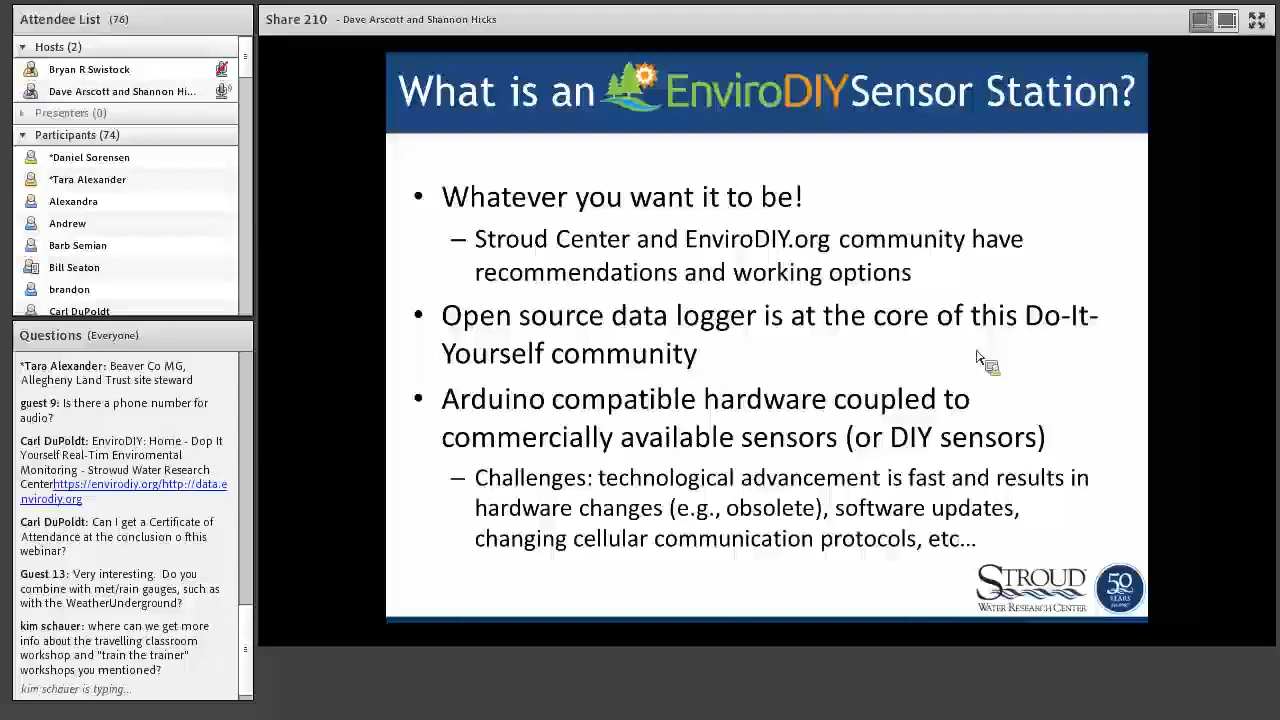 Attendee List (76)
Hosts (2)
Bryan R Swistock
Dave Arscott and Shannon Hi...
Presenters (0)
Participants (74)
*Daniel Sorensen
*Tara Alexander
Alexandra
Andrew
Barb Semian
Bill Seaton
brandon
Carl DuPoldt
Questions (Everyone)
*Tara Alexander: Beaver Co MG,
Allegheny Land Trust site steward
guest 9: Is there a phone number for
audio?
Carl DuPoldt: EnviroDIY: Home - Dop It
Yourself Real-Tim Enviromental
Monitoring - Strowud Water Research
Centerhttps://envirodiy.org/http://data.e
nvirodiy.org
Carl DuPoldt: Can I get a Certificate of
Attendance at the conclusion o fthis
webinar?
Guest 13: Very interesting. Do you
combine with met/rain gauges, such as
with the WeatherUnderground?
kim schauer: where can we get more
info about the travelling classroom
workshop and "train the trainer"
workshops you mentioned?
kim schauer is typing...
Share 210 - Dave Arscott and Shannon Hicks
What is an EnviroDIY Sensor Station?
• Whatever you want it to be!
– Stroud Center and EnviroDIY.org community have
recommendations and working options
• Open source data logger is at the core of this Do-It-
Yourself community
• Arduino compatible hardware coupled to
commercially available sensors (or DIY sensors)
– Challenges: technological advancement is fast and results in
hardware changes (e.g., obsolete), software updates,
changing cellular communication protocols, etc...
STROUD
WATER RESEARCH CENTER
50
YEARS